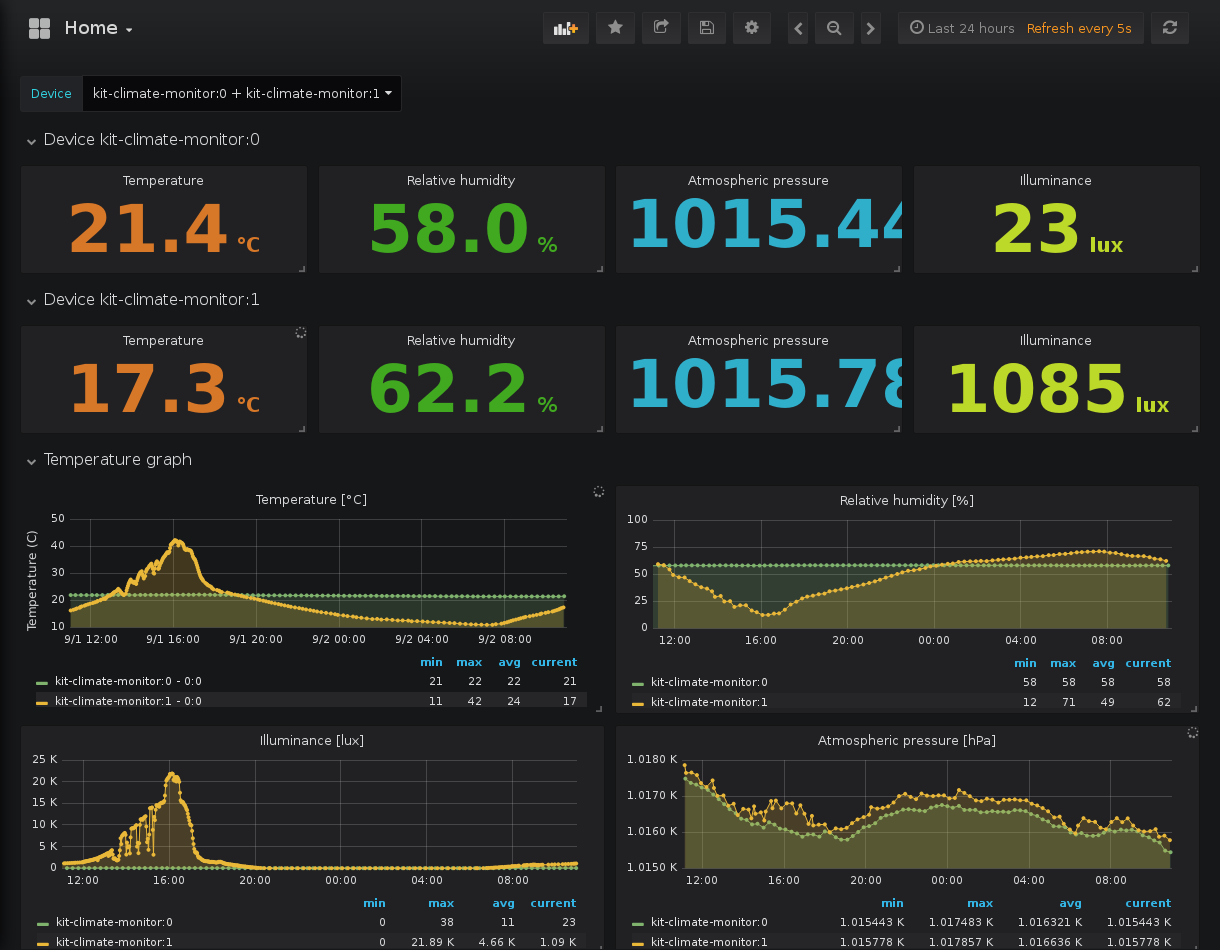 Home
Last 24 hours Refresh every 5s
Device kit-climate-monitor:0 + kit-climate-monitor:1
Device kit-climate-monitor:0
Temperature Relative humidity Atmospheric pressure Illuminance
21.4 °C 58.0 % 1015.44 23 lux
Device kit-climate-monitor:1
Temperature Relative humidity Atmospheric pressure Illuminance
17.3 °C 62.2 % 1015.78 1085 lux
Temperature graph
Temperature [°C]
Temperature (C)
50
40
30
20
10
9/1 12:00 9/1 16:00 9/1 20:00 9/2 00:00 9/2 04:00 9/2 08:00
min max avg current
kit-climate-monitor:0 - 0:0 21 22 22 21
kit-climate-monitor:1 - 0:0 11 42 24 17
Relative humidity [%]
100
75
50
25
0
12:00 16:00 20:00 00:00 04:00 08:00
min max avg current
kit-climate-monitor:0 58 58 58 58
kit-climate-monitor:1 12 71 49 62
Illuminance [lux]
25 K
20 K
15 K
10 K
5 K
0
12:00 16:00 20:00 00:00 04:00 08:00
min max avg current
kit-climate-monitor:0 0 38 11 23
kit-climate-monitor:1 0 21.89 K 4.66 K 1.09 K
Atmospheric pressure [hPa]
1.0180 K
1.0170 K
1.0160 K
1.0150 K
12:00 16:00 20:00 00:00 04:00 08:00
min max avg current
kit-climate-monitor:0 1.015443 K 1.017483 K 1.016321 K 1.015443 K
kit-climate-monitor:1 1.015778 K 1.017857 K 1.016636 K 1.015778 K